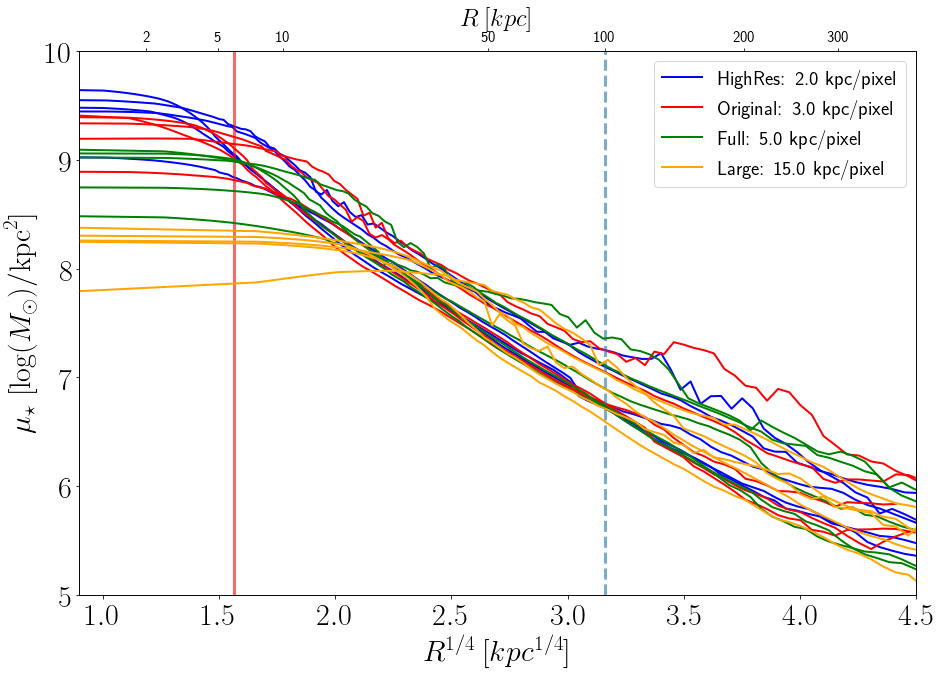 R [kpc]
2 5 10 50 100 200 300
10
HighRes: 2.0 kpc/pixel
Original: 3.0 kpc/pixel
Full: 5.0 kpc/pixel
Large: 15.0 kpc/pixel
9
8
7
6
5
μ⋆ [log(M⊙)/kpc²]
1.0 1.5 2.0 2.5 3.0 3.5 4.0 4.5
R^{1/4} [kpc^{1/4}]